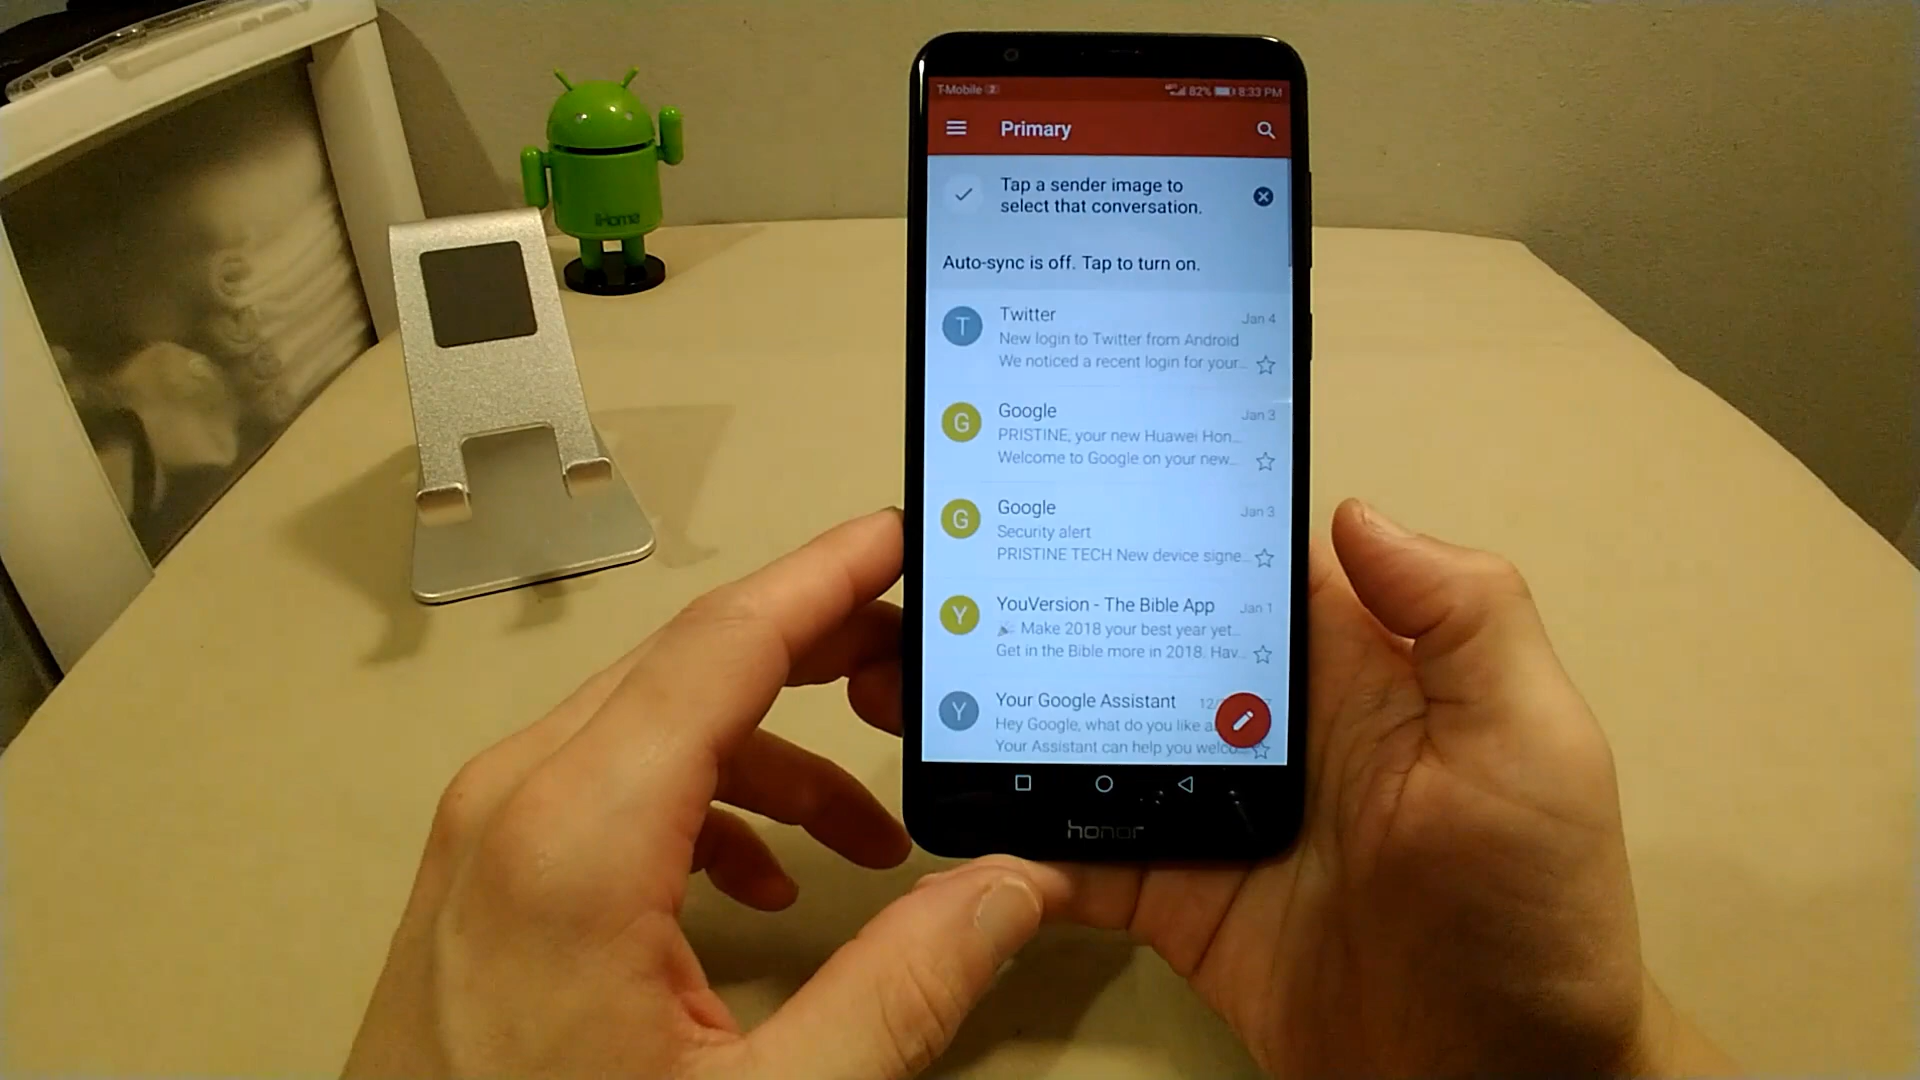 iHome
T-Mobile 2
82% 8:33 PM
Primary
Tap a sender image to
select that conversation.
Auto-sync is off. Tap to turn on.
T
Twitter
Jan 4
New login to Twitter from Android
We noticed a recent login for your...
G
Google
Jan 3
PRISTINE, your new Huawei Hon...
Welcome to Google on your new...
G
Google
Jan 3
Security alert
PRISTINE TECH New device signe...
Y
YouVersion - The Bible App
Jan 1
Make 2018 your best year yet...
Get in the Bible more in 2018. Hav...
Y
Your Google Assistant
Hey Google, what do you like
Your Assistant can help you
honor